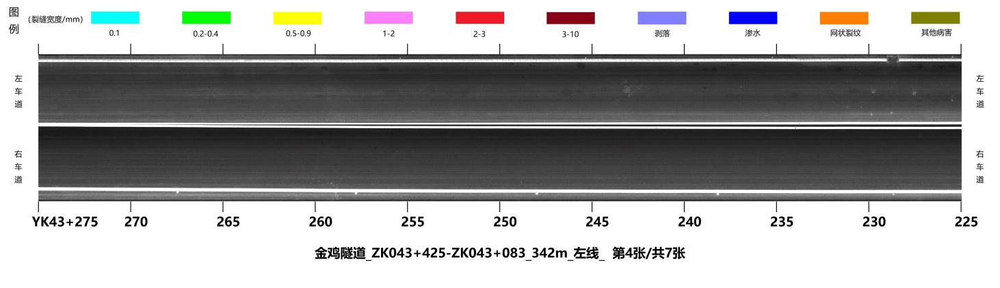 图例
(裂缝宽度/mm)
0.1 0.2-0.4 0.5-0.9 1-2 2-3 3-10 剥落 渗水 网状裂纹 其他病害
左车道 左车道
右车道 右车道
YK43+275 270 265 260 255 250 245 240 235 230 225
金鸡隧道_ZK043+425-ZK043+083_342m_左线_ 第4张/共7张